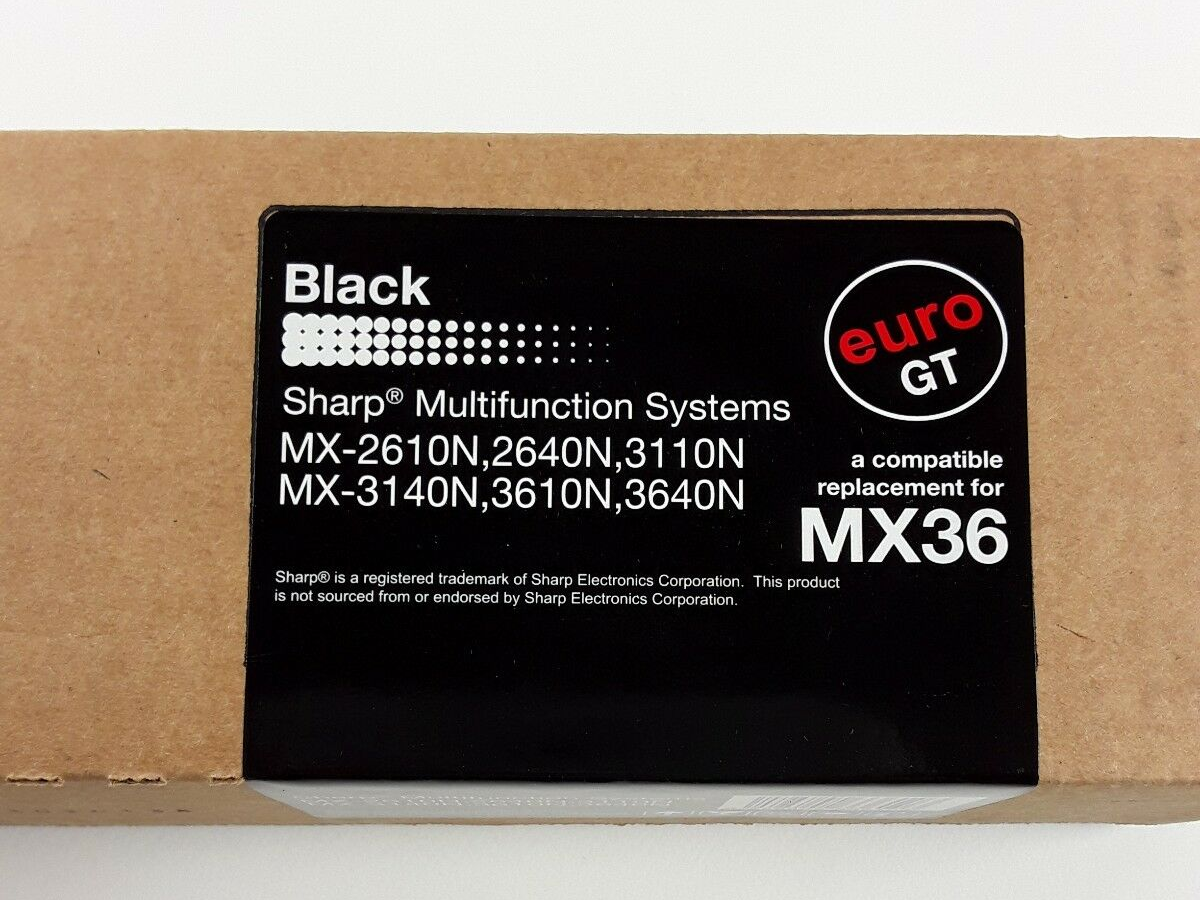 Black
Sharp® Multifunction Systems
MX-2610N,2640N,3110N
MX-3140N,3610N,3640N
Sharp® is a registered trademark of Sharp Electronics Corporation. This product
is not sourced from or endorsed by Sharp Electronics Corporation.
euro
GT
a compatible
replacement for
MX36